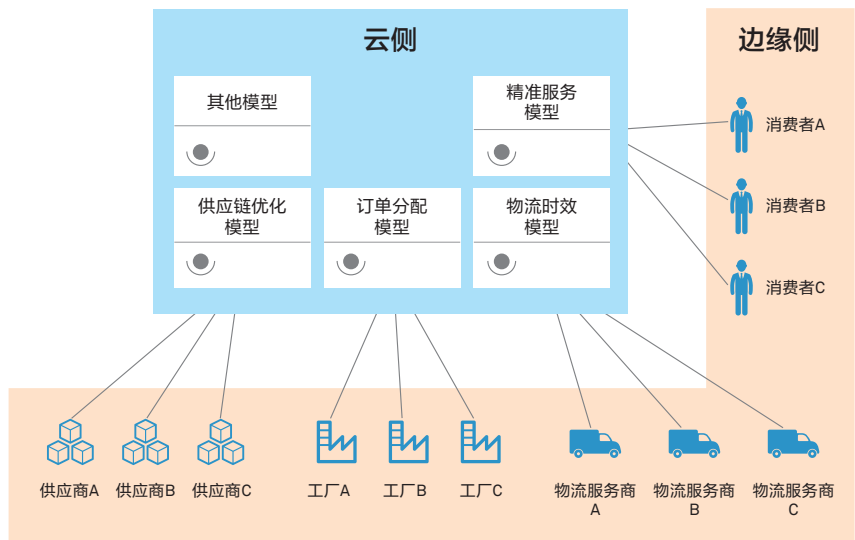 云侧
边缘侧
其他模型
精准服务
模型
消费者A
供应链优化
模型
订单分配
模型
物流时效
模型
消费者B
消费者C
供应商A
供应商B
供应商C
工厂A
工厂B
工厂C
物流服务商
A
物流服务商
B
物流服务商
C